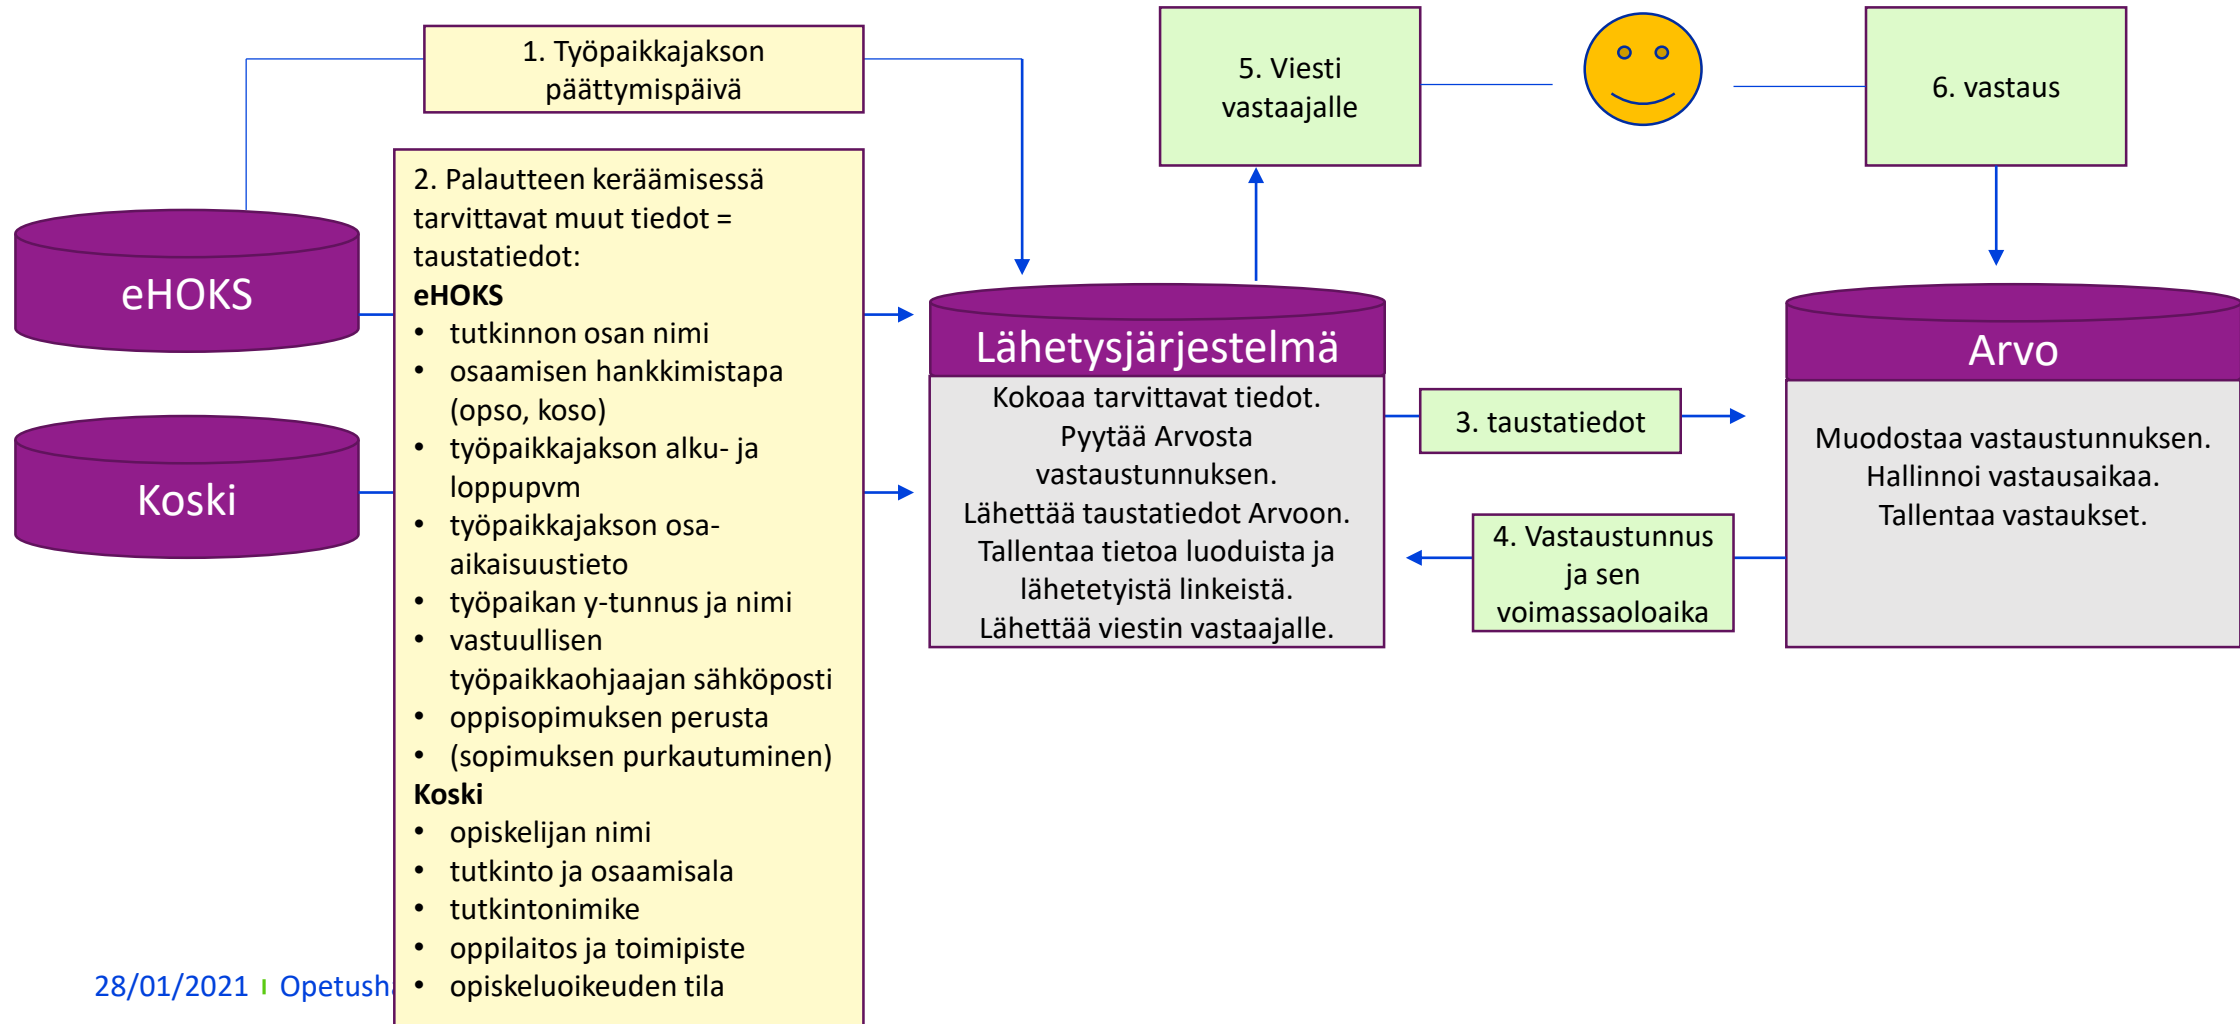 1. Työpaikkajakson
päättymispäivä
5. Viesti
vastaajalle
6. vastaus
2. Palautteen keräämisessä
tarvittavat muut tiedot =
taustatiedot:
eHOKS
• tutkinnon osan nimi
• osaamisen hankkimistapa
(opso, koso)
• työpaikkajakson alku- ja
loppupvm
• työpaikkajakson osa-
aikaisuustieto
• työpaikan y-tunnus ja nimi
• vastuullisen
työpaikkaohjaajan sähköposti
• oppisopimuksen perusta
• (sopimuksen purkautuminen)
Koski
• opiskelijan nimi
• tutkinto ja osaamisala
• tutkintonimike
• oppilaitos ja toimipiste
• opiskeluoikeuden tila
eHOKS
Koski
Lähetysjärjestelmä
Kokoaa tarvittavat tiedot.
Pyytää Arvosta
vastaustunnuksen.
Lähettää taustatiedot Arvoon.
Tallentaa tietoa luoduista ja
lähetetyistä linkeistä.
Lähettää viestin vastaajalle.
3. taustatiedot
4. Vastaustunnus
ja sen
voimassaoloaika
Arvo
Muodostaa vastaustunnuksen.
Hallinnoi vastausaikaa.
Tallentaa vastaukset.
28/01/2021 I